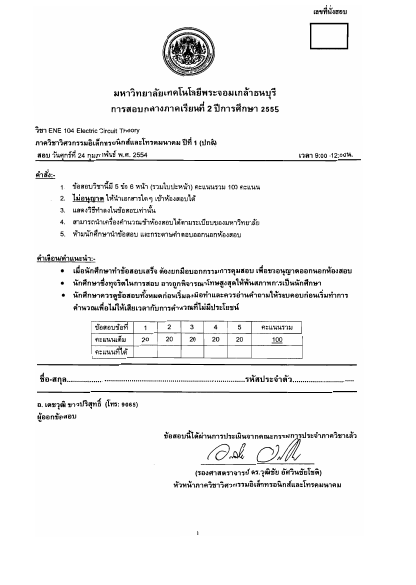 เลขที่นั่งสอบ
มหาวิทยาลัยเทคโนโลยีพระจอมเกล้าธนบุรี
การสอบกลางภาคเรียนที่ 2 ปีการศึกษา 2555
วิชา ENE 104 Electric Circuit Theory
ภาควิชาวิศวกรรมอิเล็กทรอนิกส์และโทรคมนาคม ปีที่ 1 (ปกติ)
สอบ วันศุกร์ที่ 24 กุมภาพันธ์ พ.ศ. 2554 เวลา 9:00-12:00น.
คำสั่ง:-
1. ข้อสอบวิชานี้มี 5 ข้อ 6 หน้า (รวมใบปะหน้า) คะแนนรวม 100 คะแนน
2. ไม่อนุญาต ให้นำเอกสารใดๆ เข้าห้องสอบได้
3. แสดงวิธีทำลงในข้อสอบเท่านั้น
4. สามารถนำเครื่องคำนวณเข้าห้องสอบได้ตามระเบียบของมหาวิทยาลัย
5. ห้ามนักศึกษานำข้อสอบ และกระดาษคำตอบออกนอกห้องสอบ
คำเตือน/คำแนะนำ:-
• เมื่อนักศึกษาทำข้อสอบเสร็จ ต้องยกมือบอกกรรมการคุมสอบ เพื่อขออนุญาตออกนอกห้องสอบ
• นักศึกษาซึ่งทุจริตในการสอบ อาจถูกพิจารณาโทษสูงสุดให้พ้นสภาพการเป็นนักศึกษา
• นักศึกษาควรดูข้อสอบทั้งหมดก่อนเริ่มลงมือทำและควรอ่านคำถามให้รอบคอบก่อนเริ่มทำการ
คำนวณเพื่อไม่ให้เสียเวลากับการคำนวณที่ไม่มีประโยชน์
ข้อสอบข้อที่ 1 2 3 4 5 คะแนนรวม
คะแนนเต็ม 20 20 20 20 20 100
คะแนนที่ได้
ชื่อ-สกุล.............. ..........................................รหัสประจำตัว......................
อ. เดชวุฒิ ขาวปริสุทธิ์ (โทร: 9065)
ผู้ออกข้อสอบ
ข้อสอบนี้ได้ผ่านการประเมินจากคณะกรรมการประจำภาควิชาแล้ว
(รองศาสตราจารย์ ดร.วุฒิชัย อัศวินชัยโชติ)
หัวหน้าภาควิชาวิศวกรรมอิเล็กทรอนิกส์และโทรคมนาคม
1